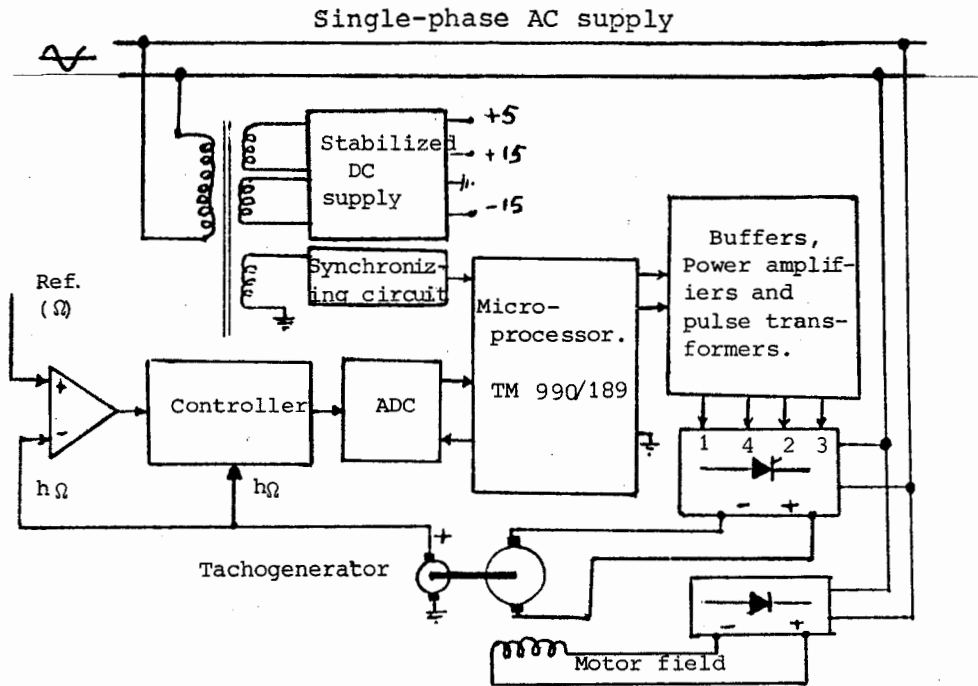 Single-phase AC supply
Stabilized
DC
supply
+5
+15
-15
Synchroniz-
ing circuit
Buffers,
Power amplif-
iers and
pulse trans-
formers.
Micro-
processor.
TM 990/189
Ref.
(Ω)
+
-
Controller
ADC
1 4 2 3
- +
hΩ
hΩ
+
Tachogenerator
- +
Motor field